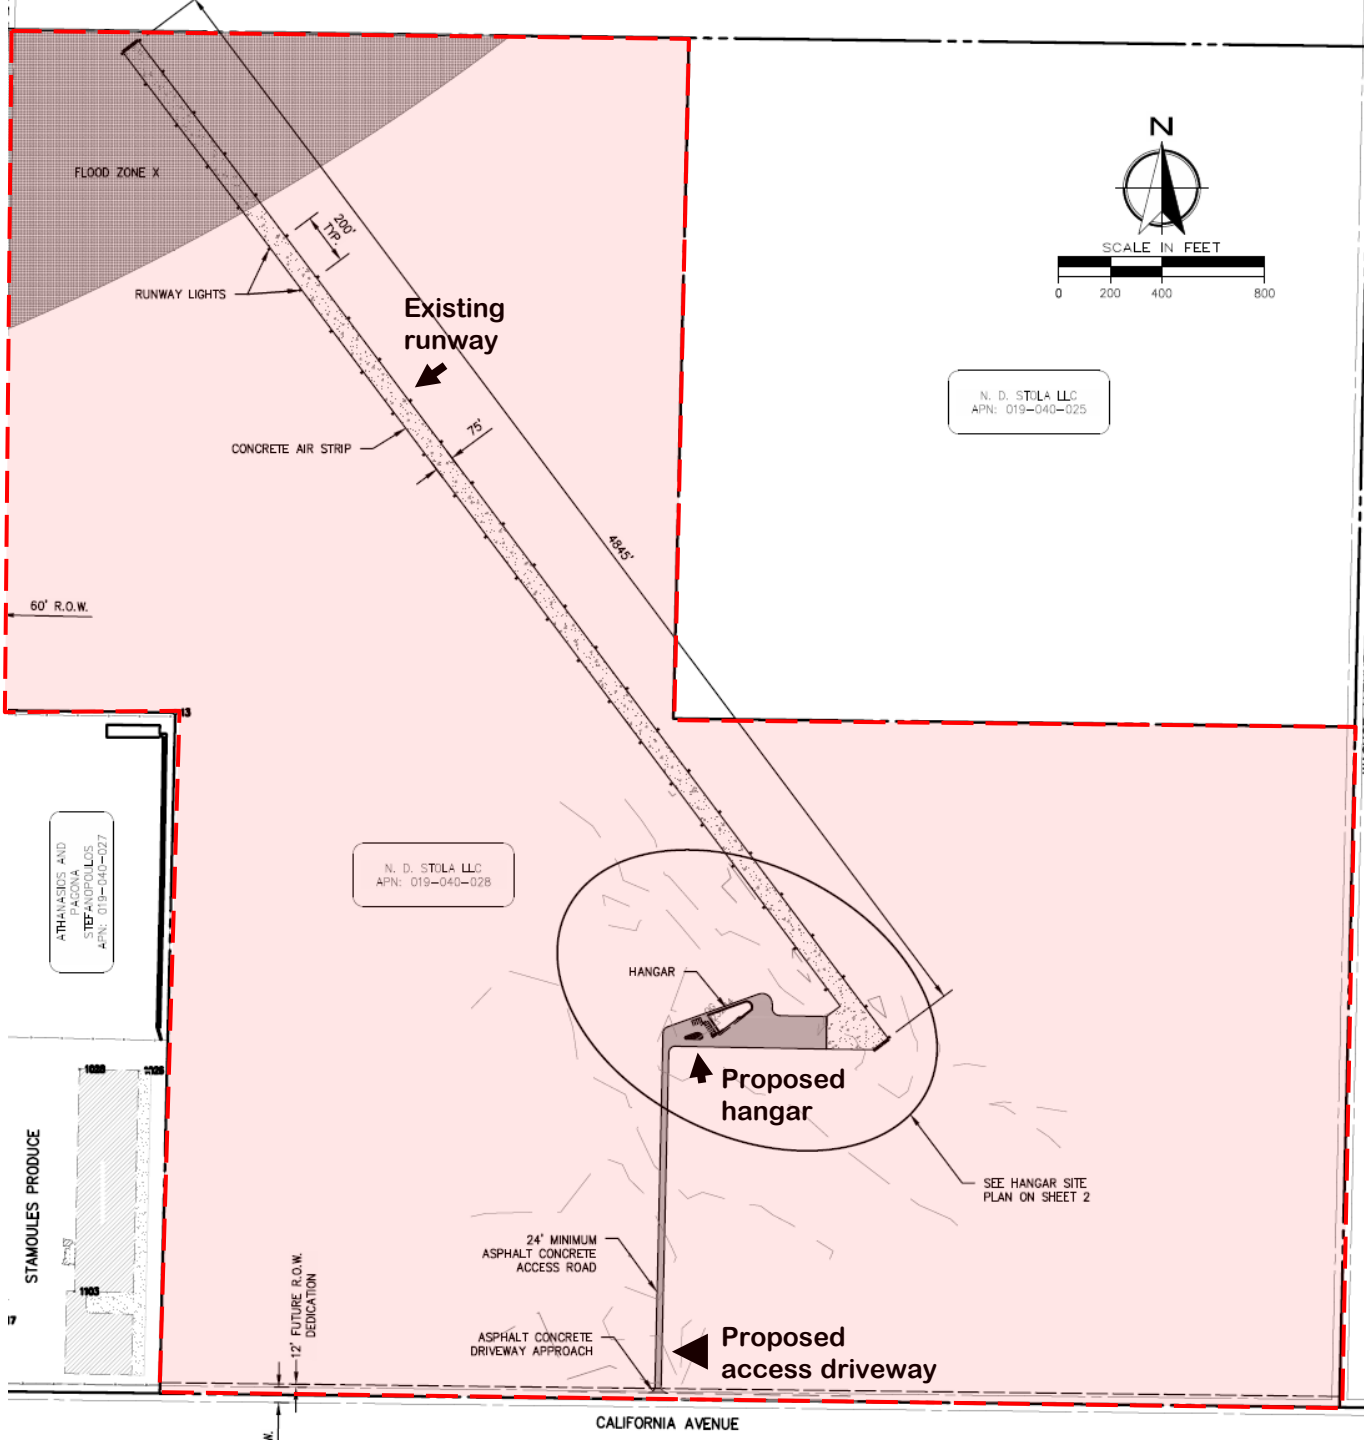 N
SCALE IN FEET
0 200 400 800
FLOOD ZONE X
200'
TYP.
RUNWAY LIGHTS
Existing
runway
N. D. STOLA LLC
APN: 019-040-025
75'
CONCRETE AIR STRIP
4845'
60' R.O.W.
13
ATHANASIOS AND
PAGONA
STEFANOPOULOS
APN: 019-040-027
N. D. STOLA LLC
APN: 019-040-028
HANGAR
Proposed
hangar
1028
1026
STAMOULES PRODUCE
SEE HANGAR SITE
PLAN ON SHEET 2
24' MINIMUM
ASPHALT CONCRETE
ACCESS ROAD
1103
17
12' FUTURE R.O.W.
DEDICATION
ASPHALT CONCRETE
DRIVEWAY APPROACH
Proposed
access driveway
CALIFORNIA AVENUE